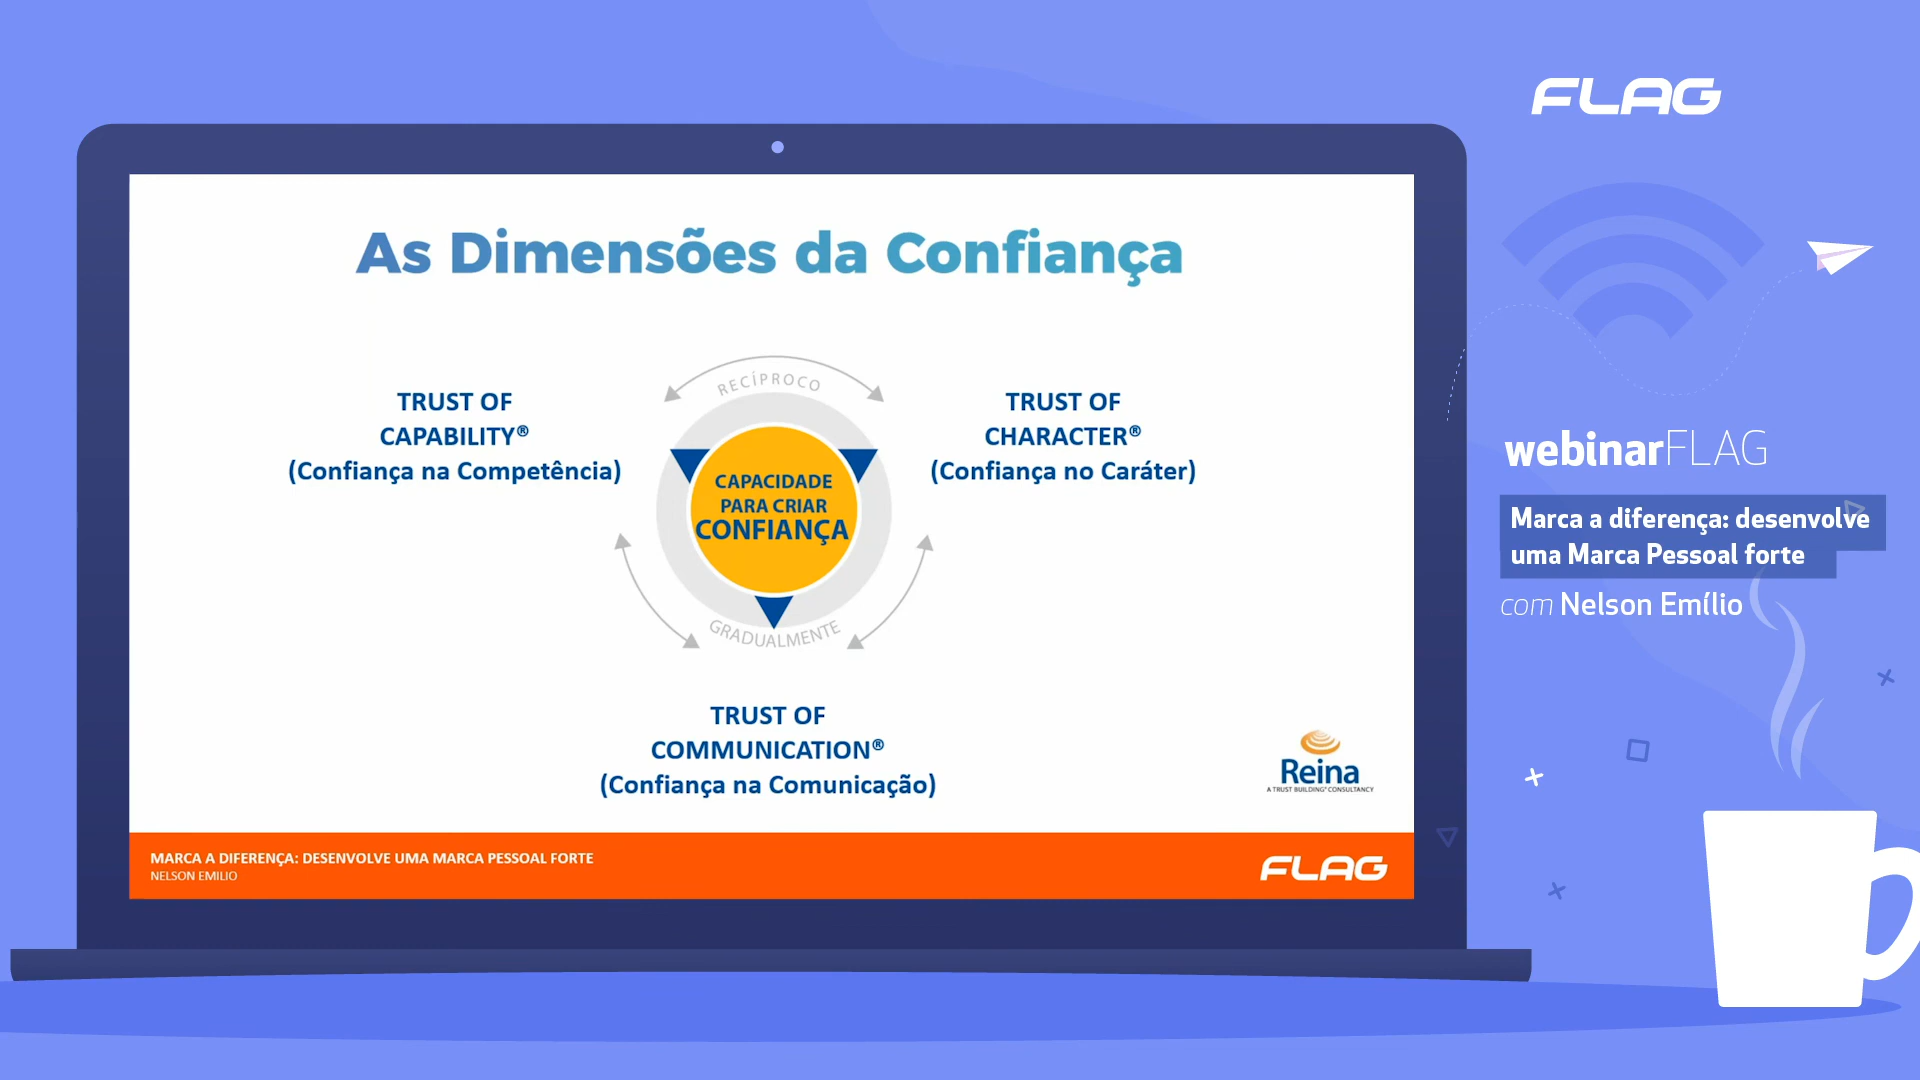 FLAG
As Dimensões da Confiança
RECÍPROCO
TRUST OF
CAPABILITY®
(Confiança na Competência)
TRUST OF
CHARACTER®
(Confiança no Caráter)
CAPACIDADE
PARA CRIAR
CONFIANÇA
GRADUALMENTE
TRUST OF
COMMUNICATION®
(Confiança na Comunicação)
Reina
A TRUST BUILDING® CONSULTANCY
MARCA A DIFERENÇA: DESENVOLVE UMA MARCA PESSOAL FORTE
NELSON EMILIO
FLAG
webinarFLAG
Marca a diferença: desenvolve
uma Marca Pessoal forte
com Nelson Emílio